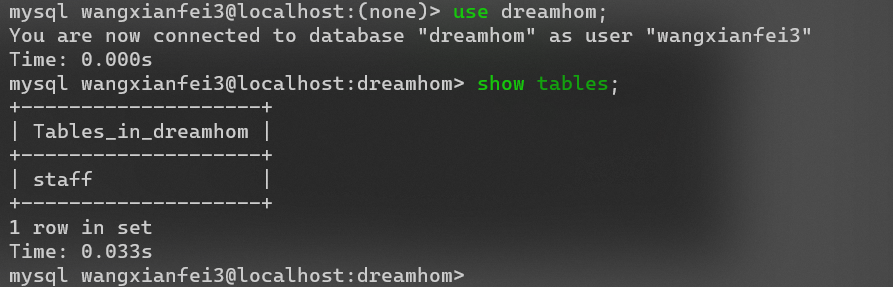 mysql wangxianfei3@localhost:(none)> use dreamhom;
You are now connected to database "dreamhom" as user "wangxianfei3"
Time: 0.000s
mysql wangxianfei3@localhost:dreamhom> show tables;
+--------------------+
| Tables_in_dreamhom |
+--------------------+
| staff              |
+--------------------+
1 row in set
Time: 0.033s
mysql wangxianfei3@localhost:dreamhom>